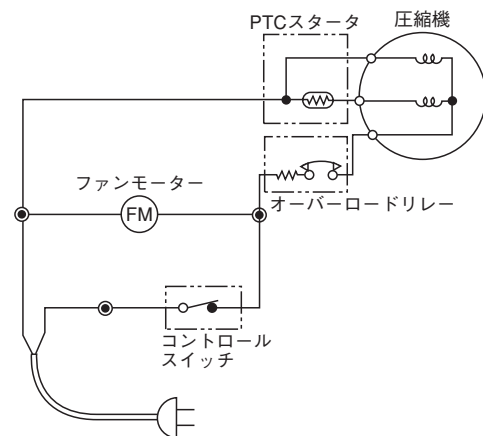 PTCスタータ
圧縮機
ファンモーター
FM
オーバーロードリレー
コントロール
スイッチ